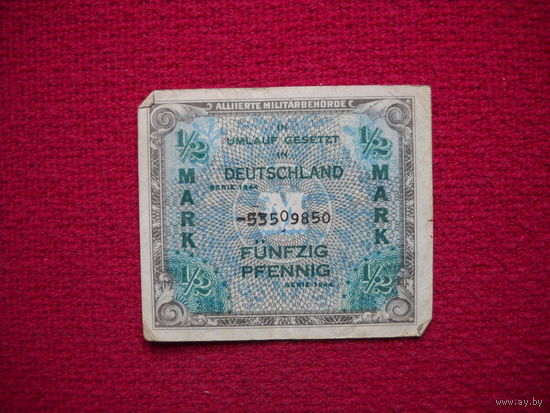 ALLIIERTE MILITÄRBEHÖRDE
1/2 MARK 1/2
IN
UMLAUF GESETZT
IN
DEUTSCHLAND
SERIE 1944
M
-53509850
FÜNFZIG
PFENNIG
SERIE 1944
1/2 MARK 1/2
www.ay.by